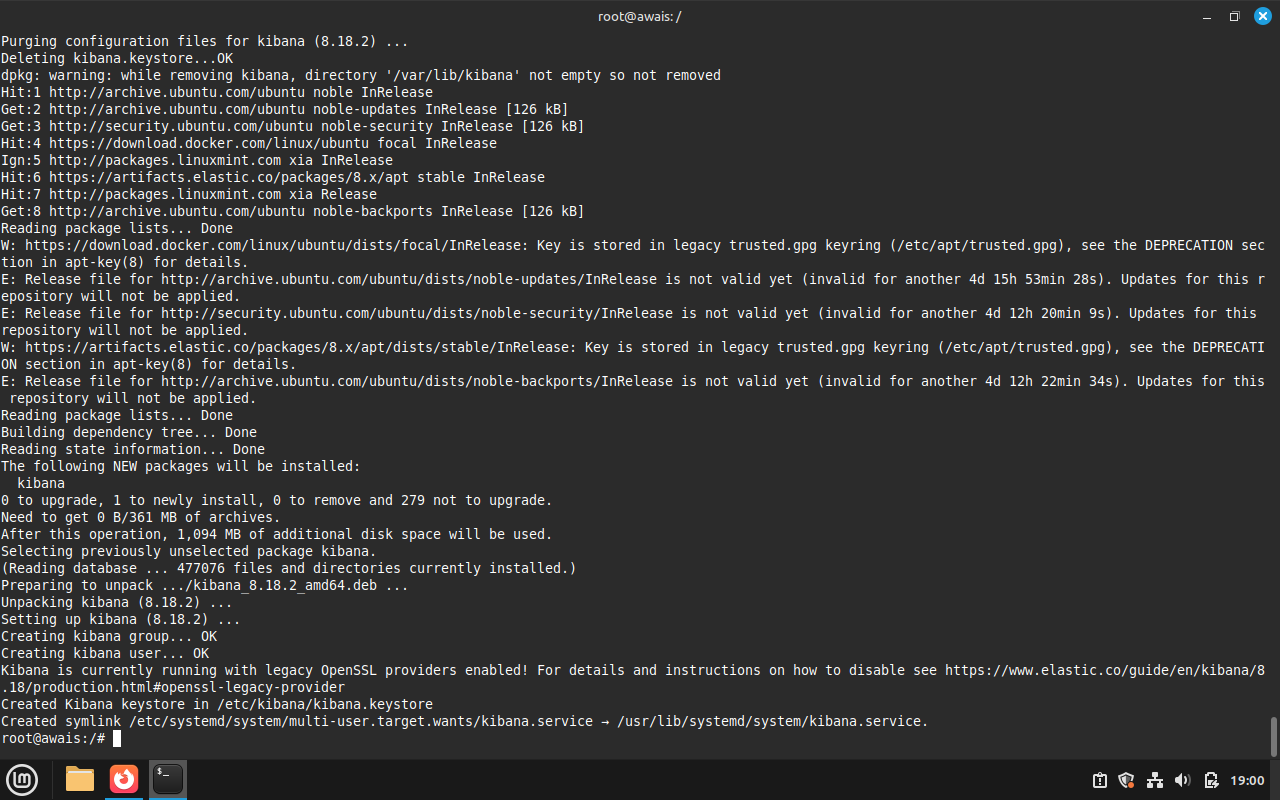 root@awais: /
Purging configuration files for kibana (8.18.2) ...
Deleting kibana.keystore...OK
dpkg: warning: while removing kibana, directory '/var/lib/kibana' not empty so not removed
Hit:1 http://archive.ubuntu.com/ubuntu noble InRelease
Get:2 http://archive.ubuntu.com/ubuntu noble-updates InRelease [126 kB]
Get:3 http://security.ubuntu.com/ubuntu noble-security InRelease [126 kB]
Hit:4 https://download.docker.com/linux/ubuntu focal InRelease
Ign:5 http://packages.linuxmint.com xia InRelease
Hit:6 https://artifacts.elastic.co/packages/8.x/apt stable InRelease
Hit:7 http://packages.linuxmint.com xia Release
Get:8 http://archive.ubuntu.com/ubuntu noble-backports InRelease [126 kB]
Reading package lists... Done
W: https://download.docker.com/linux/ubuntu/dists/focal/InRelease: Key is stored in legacy trusted.gpg keyring (/etc/apt/trusted.gpg), see the DEPRECATION sec
tion in apt-key(8) for details.
E: Release file for http://archive.ubuntu.com/ubuntu/dists/noble-updates/InRelease is not valid yet (invalid for another 4d 15h 53min 28s). Updates for this r
epository will not be applied.
E: Release file for http://security.ubuntu.com/ubuntu/dists/noble-security/InRelease is not valid yet (invalid for another 4d 12h 20min 9s). Updates for this
repository will not be applied.
W: https://artifacts.elastic.co/packages/8.x/apt/dists/stable/InRelease: Key is stored in legacy trusted.gpg keyring (/etc/apt/trusted.gpg), see the DEPRECATI
ON section in apt-key(8) for details.
E: Release file for http://archive.ubuntu.com/ubuntu/dists/noble-backports/InRelease is not valid yet (invalid for another 4d 12h 22min 34s). Updates for this
 repository will not be applied.
Reading package lists... Done
Building dependency tree... Done
Reading state information... Done
The following NEW packages will be installed:
  kibana
0 to upgrade, 1 to newly install, 0 to remove and 279 not to upgrade.
Need to get 0 B/361 MB of archives.
After this operation, 1,094 MB of additional disk space will be used.
Selecting previously unselected package kibana.
(Reading database ... 477076 files and directories currently installed.)
Preparing to unpack .../kibana_8.18.2_amd64.deb ...
Unpacking kibana (8.18.2) ...
Setting up kibana (8.18.2) ...
Creating kibana group... OK
Creating kibana user... OK
Kibana is currently running with legacy OpenSSL providers enabled! For details and instructions on how to disable see https://www.elastic.co/guide/en/kibana/8
.18/production.html#openssl-legacy-provider
Created Kibana keystore in /etc/kibana/kibana.keystore
Created symlink /etc/systemd/system/multi-user.target.wants/kibana.service → /usr/lib/systemd/system/kibana.service.
root@awais:/#
$_
19:00